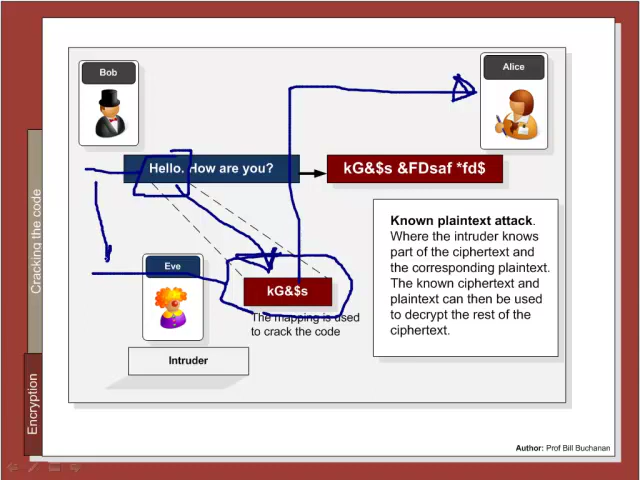 Bob
Alice
Hello. How are you?
kG&$s &FDsaf *fd$
Known plaintext attack.
Where the intruder knows
part of the ciphertext and
the corresponding plaintext.
The known ciphertext and
plaintext can then be used
to decrypt the rest of the
ciphertext.
Eve
kG&$s
The mapping is used
to crack the code
Intruder
Cracking the code
Encryption
Author: Prof Bill Buchanan